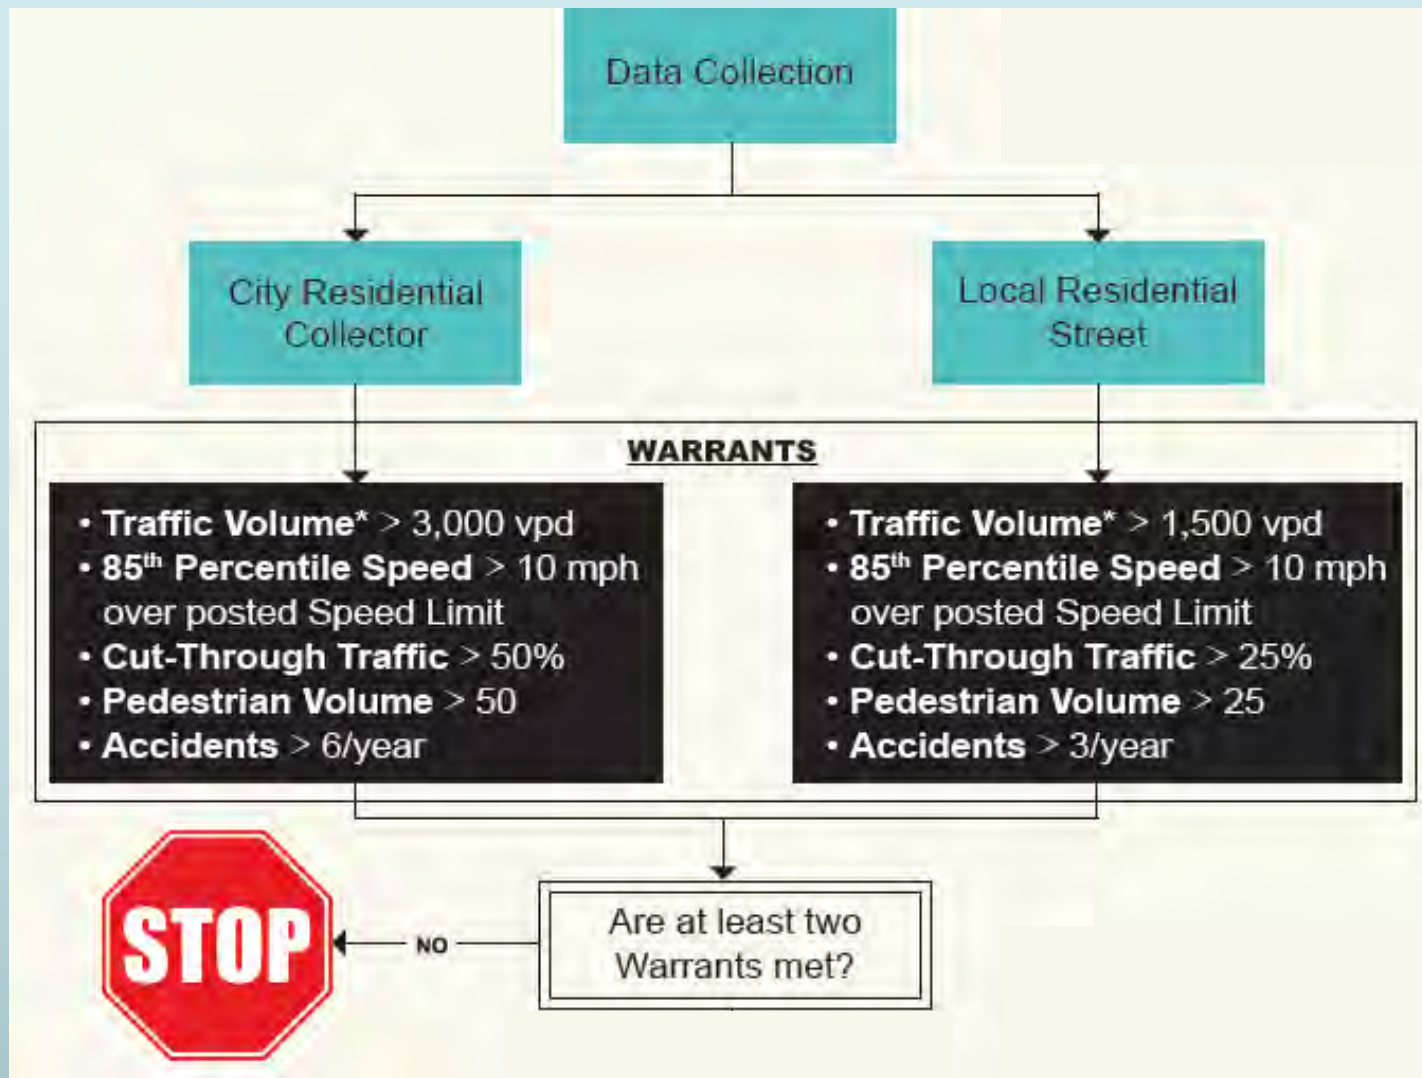 Data Collection
City Residential
Collector
Local Residential
Street
WARRANTS
• Traffic Volume* > 3,000 vpd
• 85th Percentile Speed > 10 mph
over posted Speed Limit
• Cut-Through Traffic > 50%
• Pedestrian Volume > 50
• Accidents > 6/year
• Traffic Volume* > 1,500 vpd
• 85th Percentile Speed > 10 mph
over posted Speed Limit
• Cut-Through Traffic > 25%
• Pedestrian Volume > 25
• Accidents > 3/year
STOP
NO
Are at least two
Warrants met?